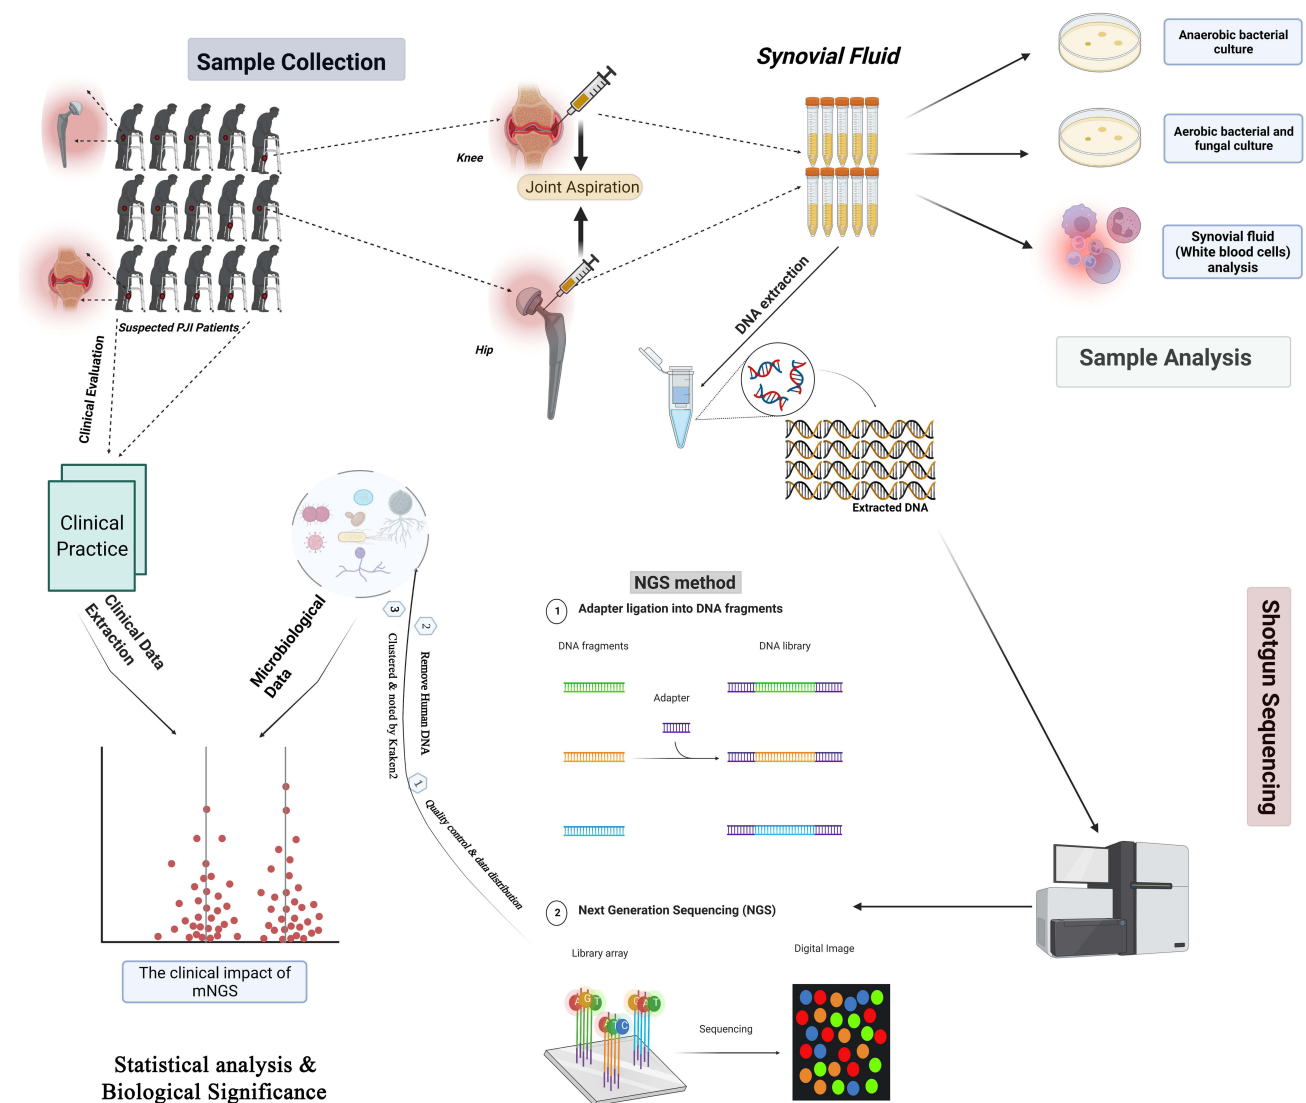 Sample Collection
Synovial Fluid
Anaerobic bacterial
culture
Aerobic bacterial and
fungal culture
Synovial fluid
(White blood cells)
analysis
Sample Analysis
Knee
Joint Aspiration
Hip
Suspected PJI Patients
Clinical Evaluation
DNA extraction
Extracted DNA
Clinical
Practice
Clinical Data
Extraction
Microbiological
Data
3
Clustered & noted by Kraken2
2
Remove Human DNA
1
Quality control & data distribution
NGS method
1 Adapter ligation into DNA fragments
DNA fragments
DNA library
Adapter
Shotgun Sequencing
2 Next Generation Sequencing (NGS)
Library array
Digital Image
A G T
A T C
G A T
Sequencing
The clinical impact of
mNGS
Statistical analysis &
Biological Significance